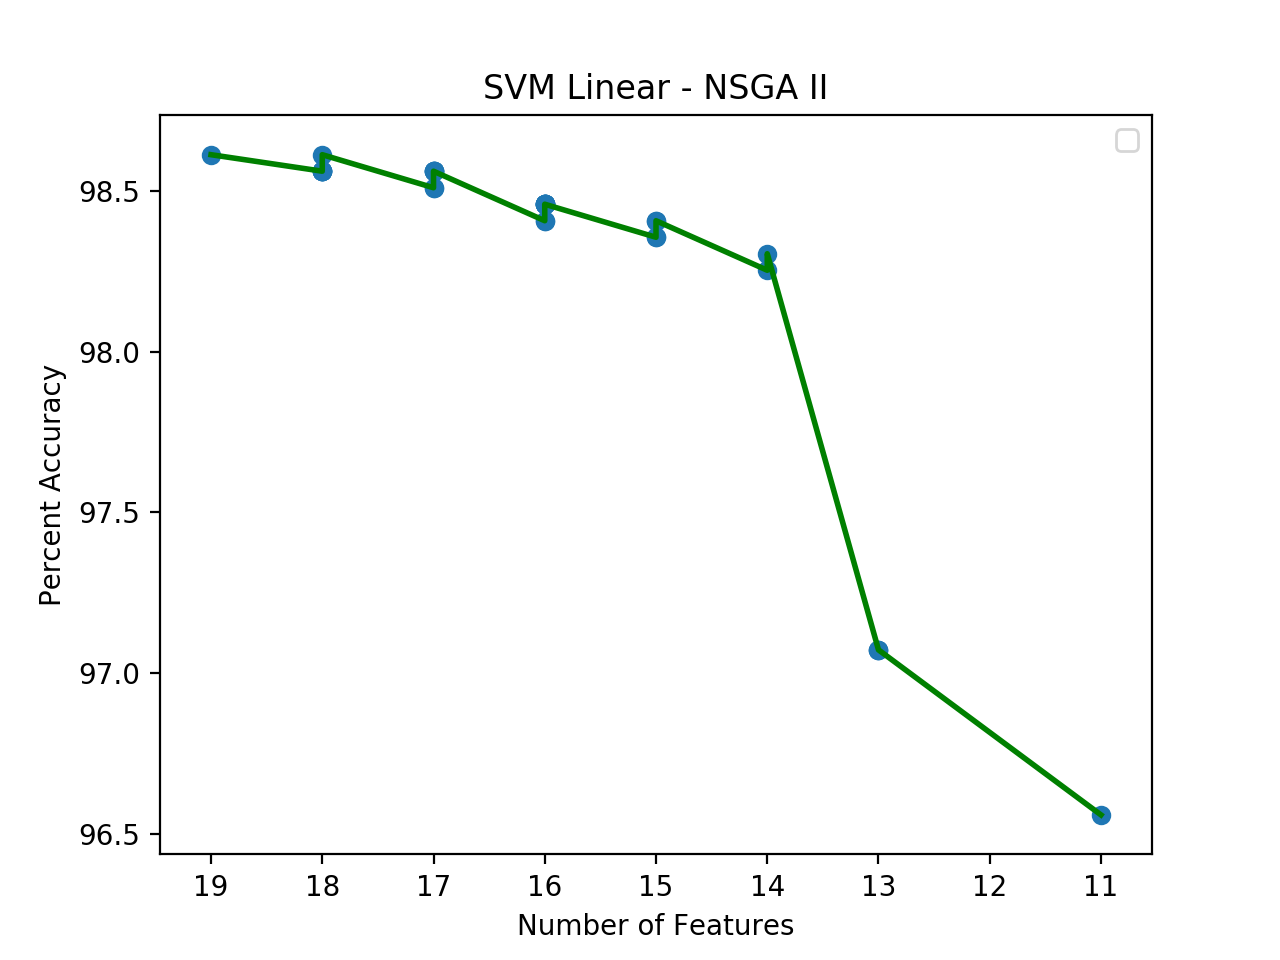 SVM Linear - NSGA II
98.5
98.0
97.5
97.0
96.5
Percent Accuracy
19 18 17 16 15 14 13 12 11
Number of Features